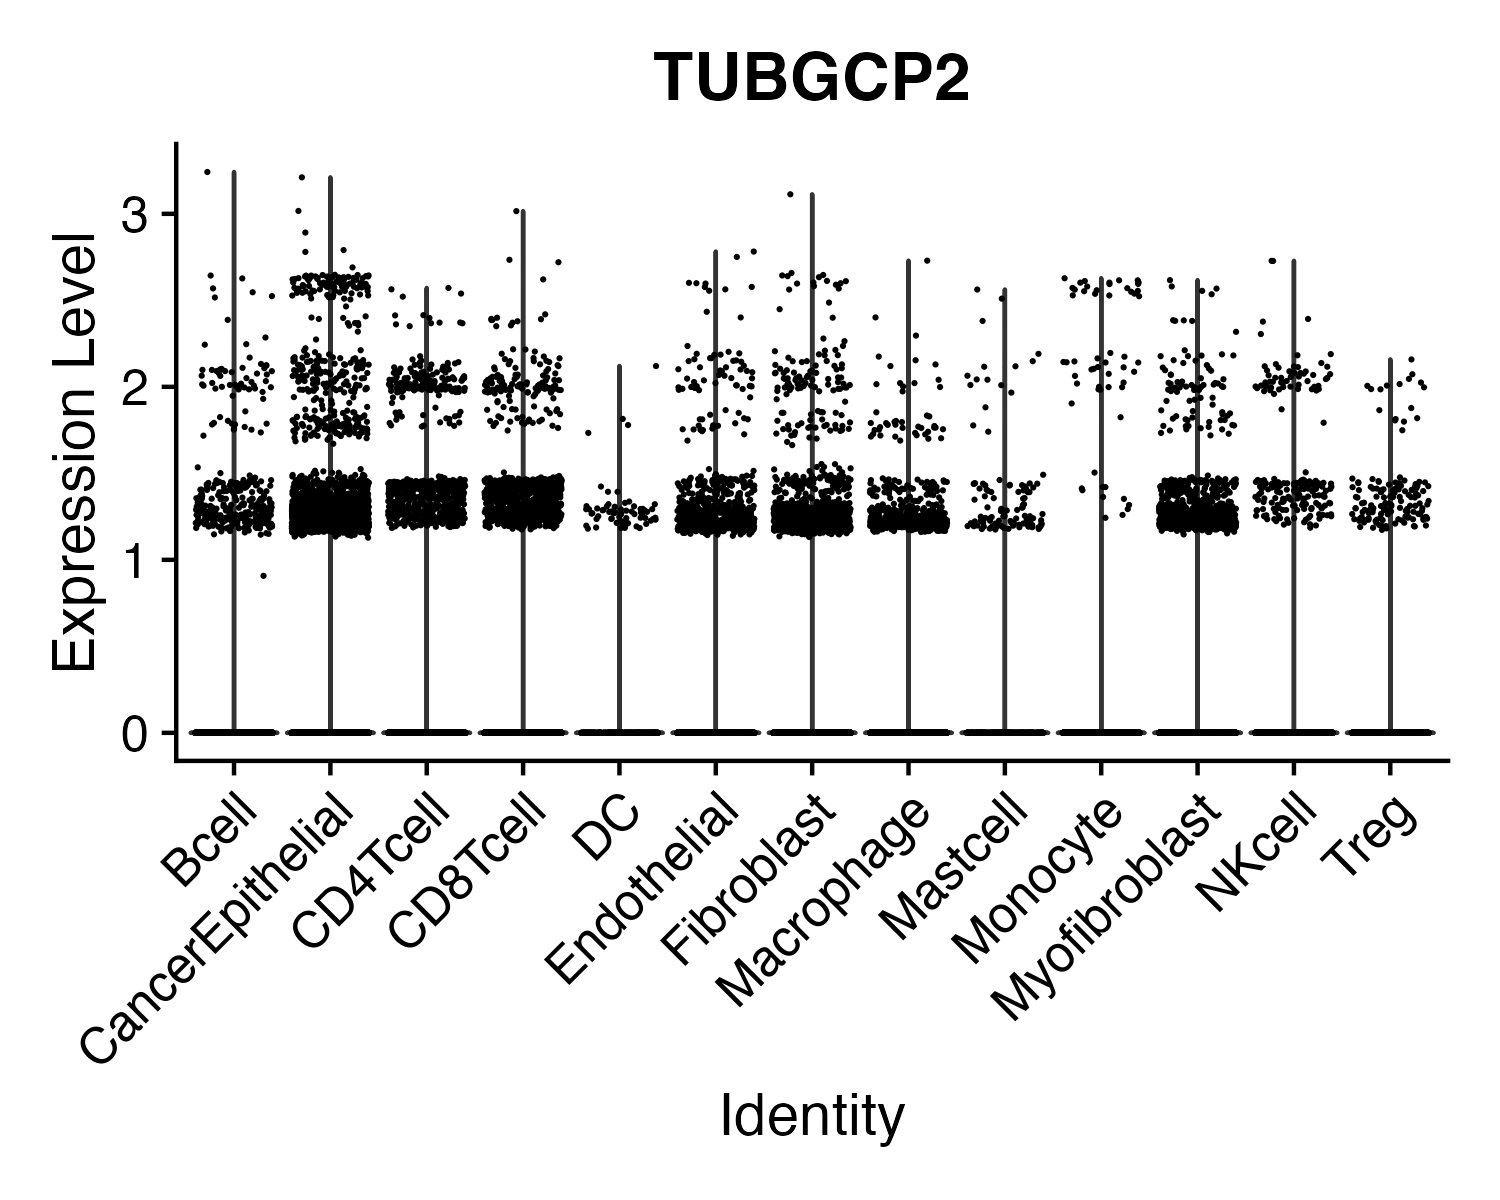 TUBGCP2
Expression Level
3
2
1
0
Bcell
CancerEpithelial
CD4Tcell
CD8Tcell
DC
Endothelial
Fibroblast
Macrophage
Mastcell
Monocyte
Myofibroblast
NKcell
Treg
Identity